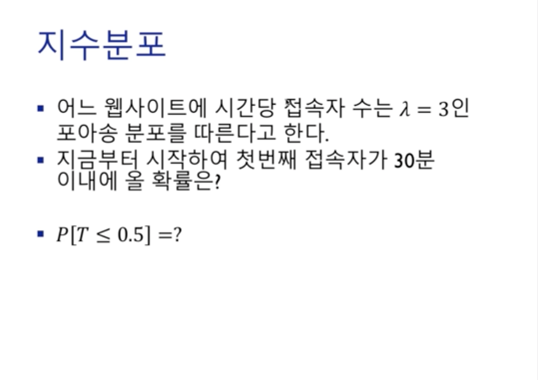 지수분포
▪ 어느 웹사이트에 시간당 접속자 수는 λ = 3인
포아송 분포를 따른다고 한다.
▪ 지금부터 시작하여 첫번째 접속자가 30분
이내에 올 확률은?
▪ P[T ≤ 0.5] =?